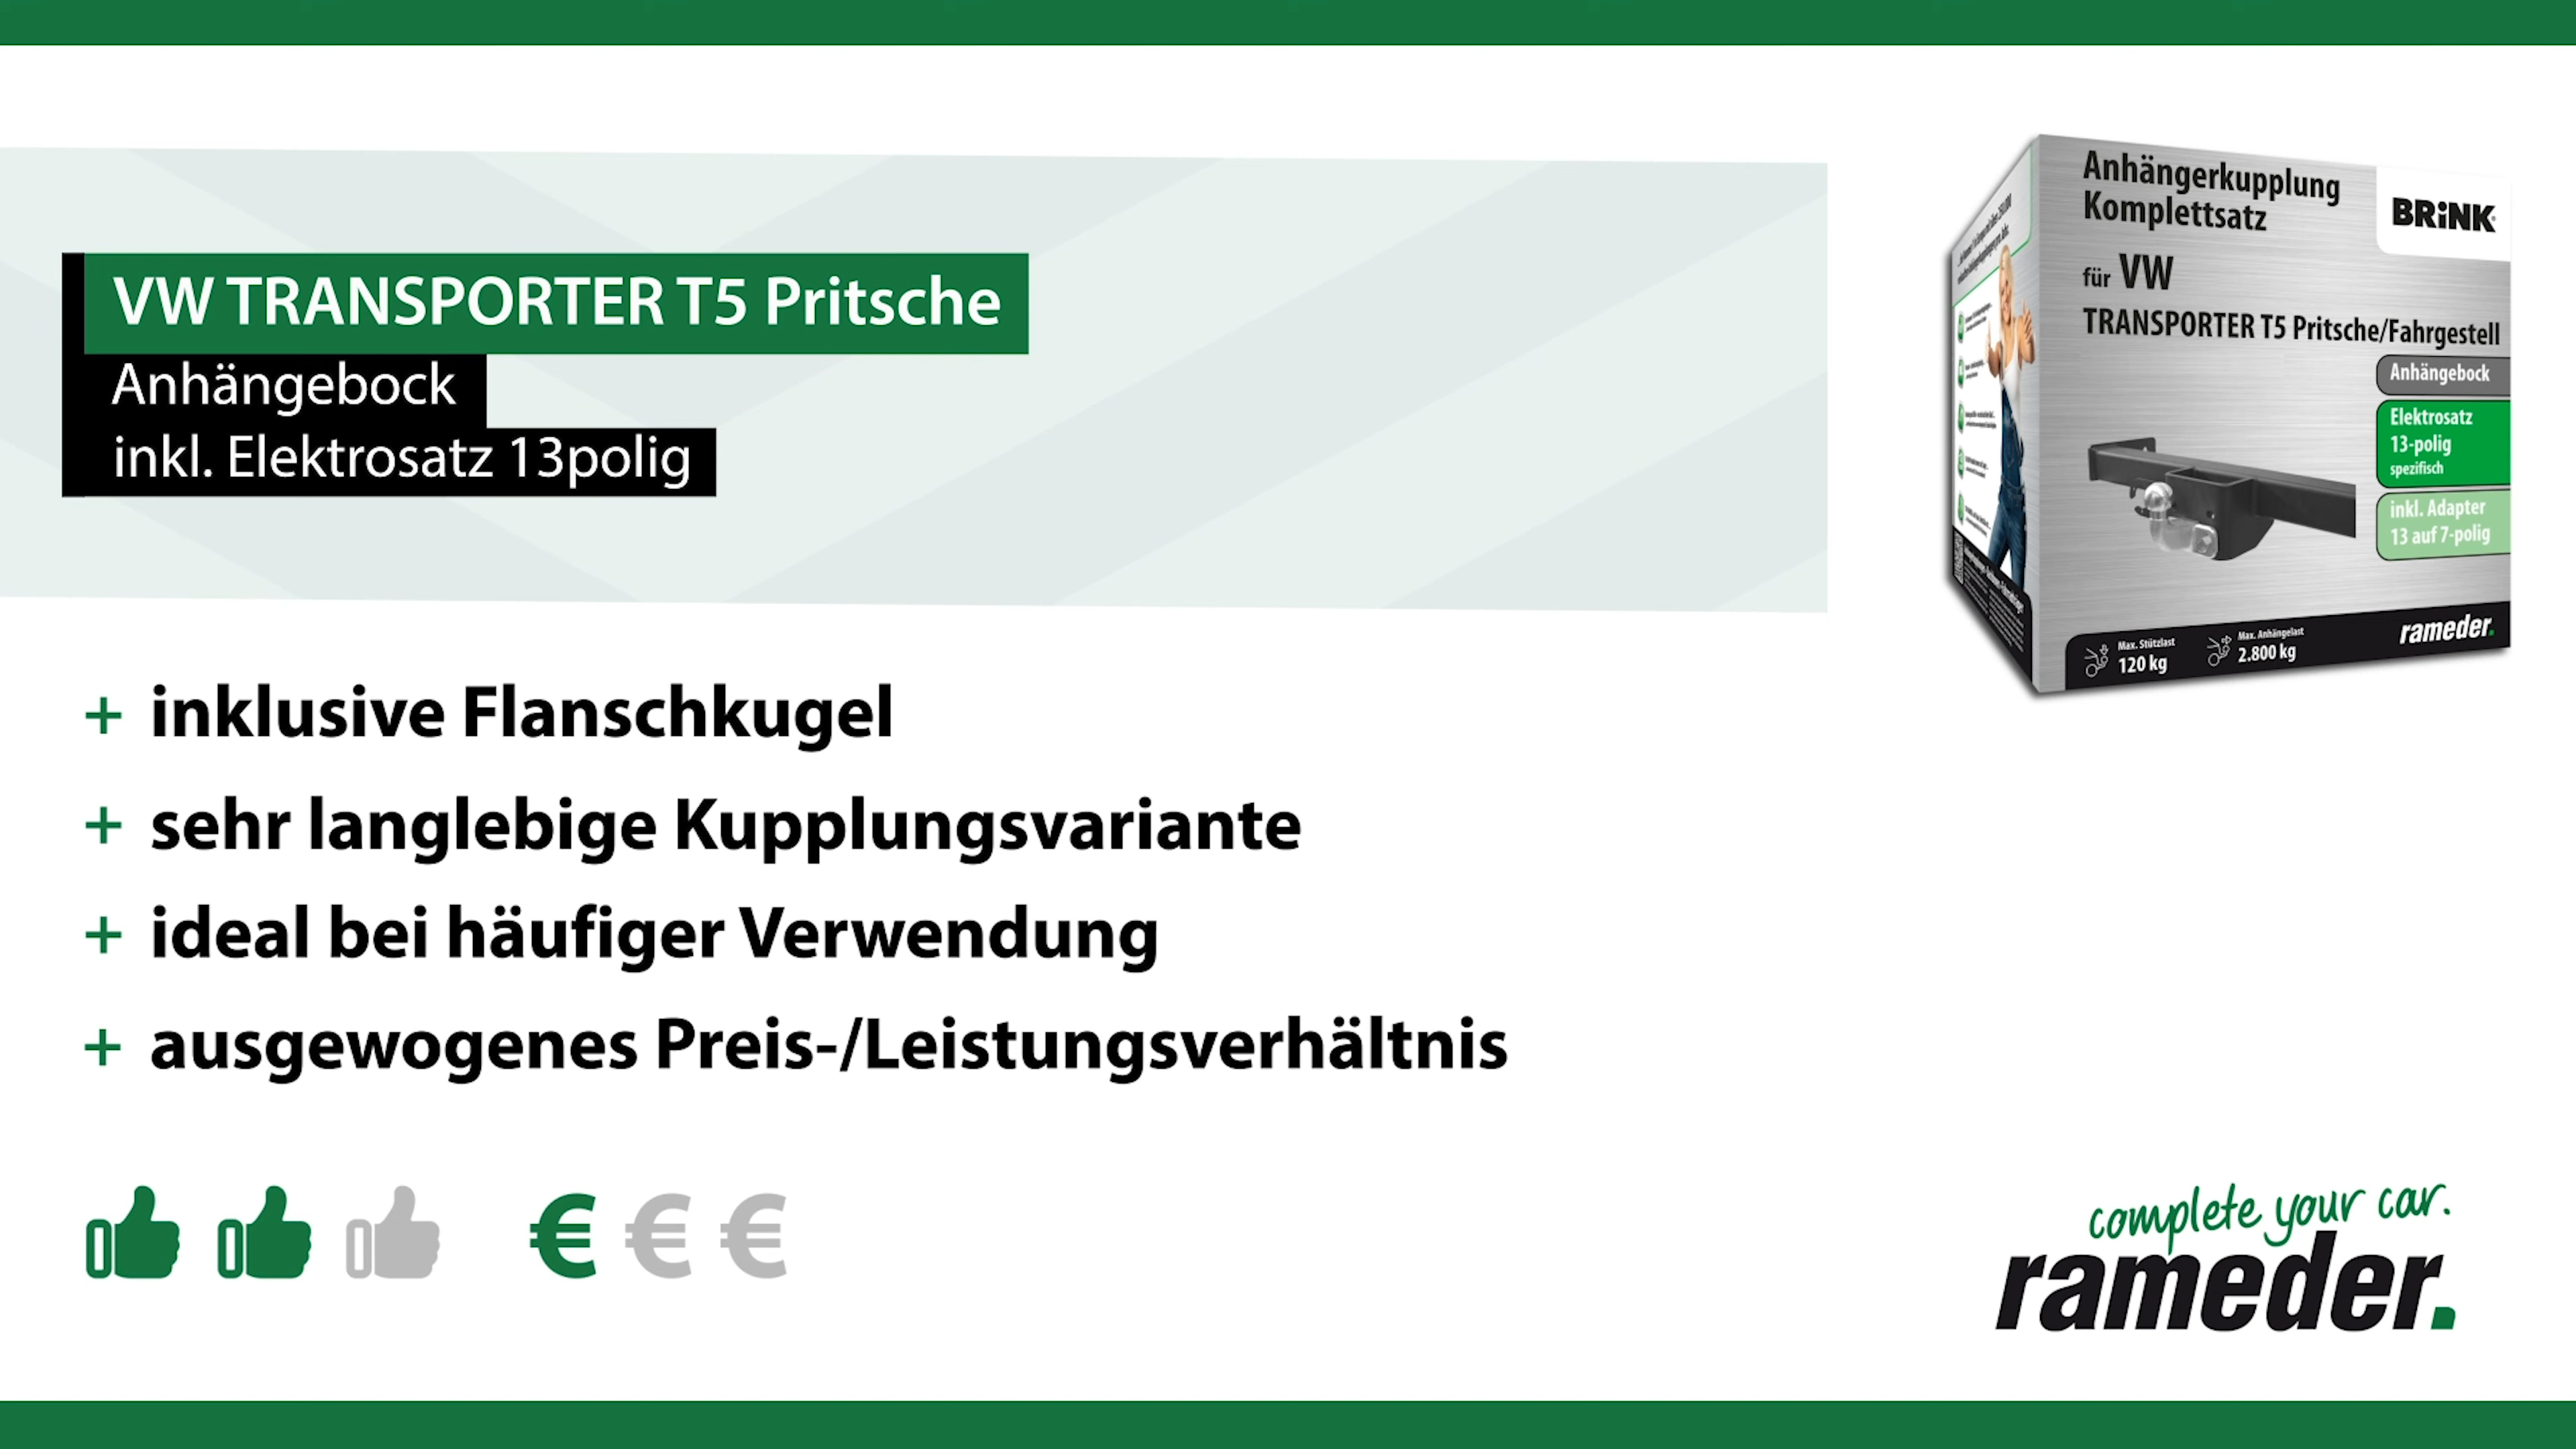 VW TRANSPORTER T5 Pritsche
Anhängebock
inkl. Elektrosatz 13polig
Anhängerkupplung
Komplettsatz
BRiNK
für VW
TRANSPORTER T5 Pritsche/Fahrgestell
Anhängebock
Elektrosatz
13-polig
spezifisch
inkl. Adapter
13 auf 7-polig
Max. Stützlast
120 kg
Max. Anhängelast
2.800 kg
rameder.
+ inklusive Flanschkugel
+ sehr langlebige Kupplungsvariante
+ ideal bei häufiger Verwendung
+ ausgewogenes Preis-/Leistungsverhältnis
€ € €
complete your car.
rameder.